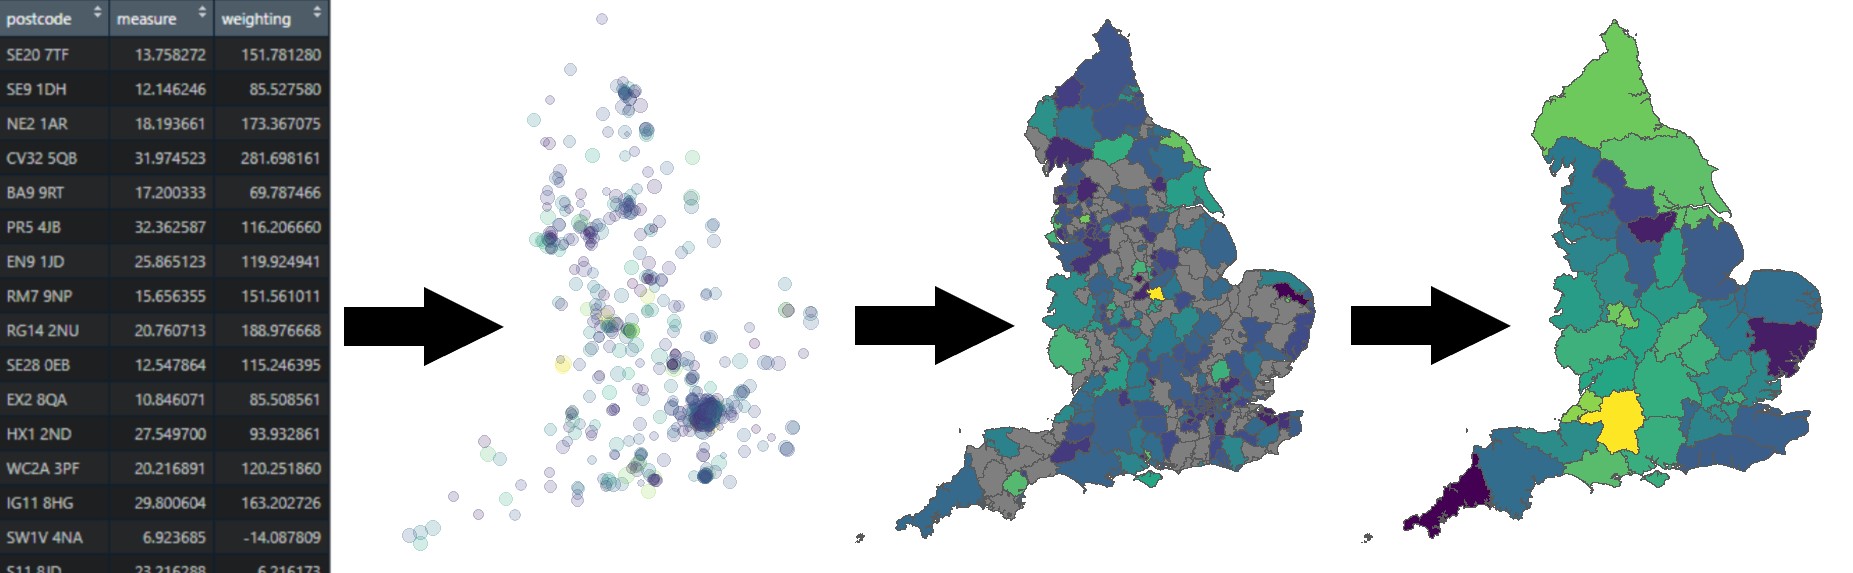 postcode measure weighting
SE20 7TF 13.758272 151.781280
SE9 1DH 12.146246 85.527580
NE2 1AR 18.193661 173.367075
CV32 5QB 31.974523 281.698161
BA9 9RT 17.200333 69.787466
PR5 4JB 32.362587 116.206660
EN9 1JD 25.865123 119.924941
RM7 9NP 15.656355 151.561011
RG14 2NU 20.760713 188.976668
SE28 0EB 12.547864 115.246395
EX2 8QA 10.846071 85.508561
HX1 2ND 27.549700 93.932861
WC2A 3PF 20.216891 120.251860
IG11 8HG 29.800604 163.202726
SW1V 4NA 6.923685 -14.087809
S11 8JD 23.216288 6.216173